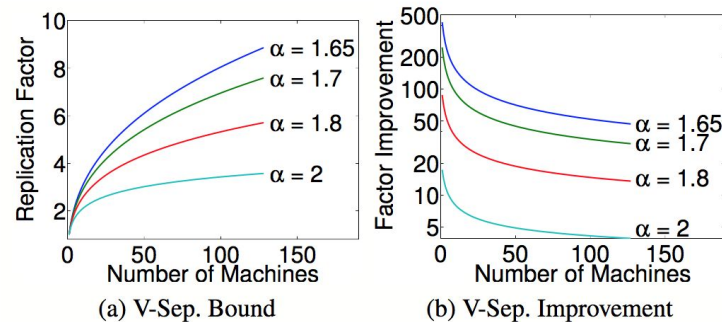 10
8
6
4
2
Replication Factor
α = 1.65
α = 1.7
α = 1.8
α = 2
0 50 100 150
Number of Machines
(a) V-Sep. Bound
500
200
100
50
20
10
5
Factor Improvement
α = 1.65
α = 1.7
α = 1.8
α = 2
0 50 100 150
Number of Machines
(b) V-Sep. Improvement